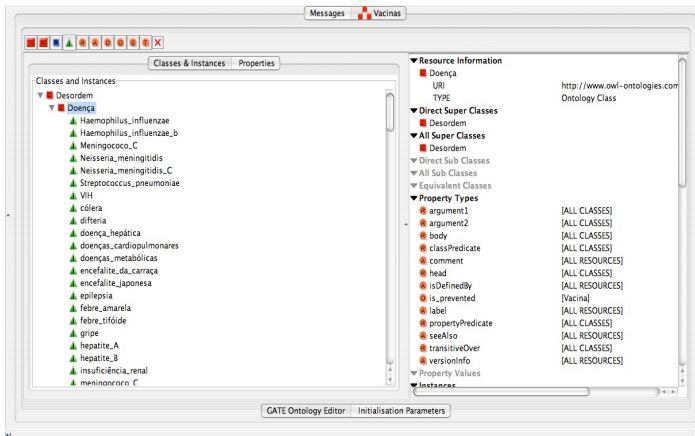 Messages Vacinas
R A D O S T X
Classes & Instances Properties
Classes and Instances
Desordem
Doença
Haemophilus_influenzae
Haemophilus_influenzae_b
Meningococo_C
Neisseria_meningitidis
Neisseria_meningitidis_C
Streptococcus_pneumoniae
VIH
cólera
difteria
doença_hepática
doenças_cardiopulmonares
doenças_metabólicas
encefalite_da_carraça
encefalite_japonesa
epilepsia
febre_amarela
febre_tifóide
gripe
hepatite_A
hepatite_B
insuficiência_renal
meningococo_C
Resource Information
Doença
URI http://www.owl-ontologies.com
TYPE Ontology Class
Direct Super Classes
Desordem
All Super Classes
Desordem
Direct Sub Classes
All Sub Classes
Equivalent Classes
Property Types
R argument1 [ALL CLASSES]
R argument2 [ALL CLASSES]
R body [ALL CLASSES]
R classPredicate [ALL CLASSES]
A comment [ALL RESOURCES]
R head [ALL CLASSES]
A isDefinedBy [ALL RESOURCES]
O is_prevented [Vacina]
A label [ALL RESOURCES]
R propertyPredicate [ALL CLASSES]
A seeAlso [ALL RESOURCES]
R transitiveOver [ALL CLASSES]
A versionInfo [ALL RESOURCES]
Property Values
Instances
GATE Ontology Editor Initialisation Parameters